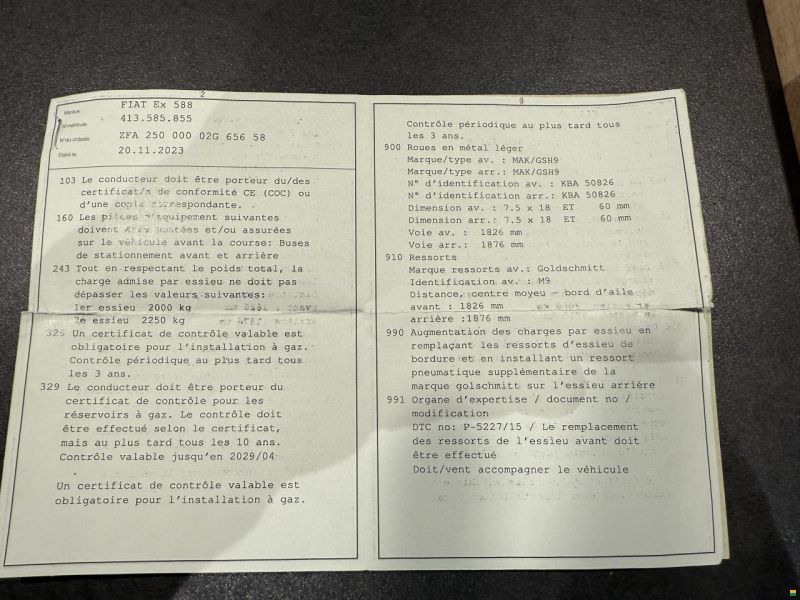 2
Marque:
FIAT Ex 588
N°matricule:
413.585.855
N°du châssis:
ZFA 250 000 02G 656 58
Etabli le:
20.11.2023
103 Le conducteur doit être porteur du/des
certificat/s de conformité CE (COC) ou
d'une copie correspondante.
160 Les pièces d'équipement suivantes
doivent être montées et/ou assurées
sur le véhicule avant la course: Buses
de stationnement avant et arrière
243 Tout en respectant le poids total, la
charge admise par essieu ne doit pas
dépasser les valeurs suivantes:
1er essieu 2000 kg
2e essieu 2250 kg
326 Un certificat de contrôle valable est
obligatoire pour l'installation à gaz.
Contrôle périodique au plus tard tous
les 3 ans.
329 Le conducteur doit être porteur du
certificat de contrôle pour les
réservoirs à gaz. Le contrôle doit
être effectué selon le certificat,
mais au plus tard tous les 10 ans.
Contrôle valable jusqu'en 2029/04
Un certificat de contrôle valable est
obligatoire pour l'installation à gaz.
3
Contrôle périodique au plus tard tous
les 3 ans.
900 Roues en métal léger
Marque/type av. : MAK/GSH9
Marque/type arr.: MAK/GSH9
N° d'identification av. : KBA 50826
N° d'identification arr.: KBA 50826
Dimension av. : 7.5 x 18 ET 60 mm
Dimension arr.: 7.5 x 18 ET 60 mm
Voie av. : 1826 mm
Voie arr.: 1876 mm
910 Ressorts
Marque ressorts av.: Goldschmitt
Identification av. : M9
Distance, centre moyeu – bord d'aile
avant : 1826 mm
arrière :1876 mm
990 Augmentation des charges par essieu en
remplaçant les ressorts d'essieu de
bordure et en installant un ressort
pneumatique supplémentaire de la
marque golschmitt sur l'essieu arrière
991 Organe d'expertise / document no /
modification
DTC no: P-5227/15 / Le remplacement
des ressorts de l'essieu avant doit
être effectué
Doit/vent accompagner le véhicule